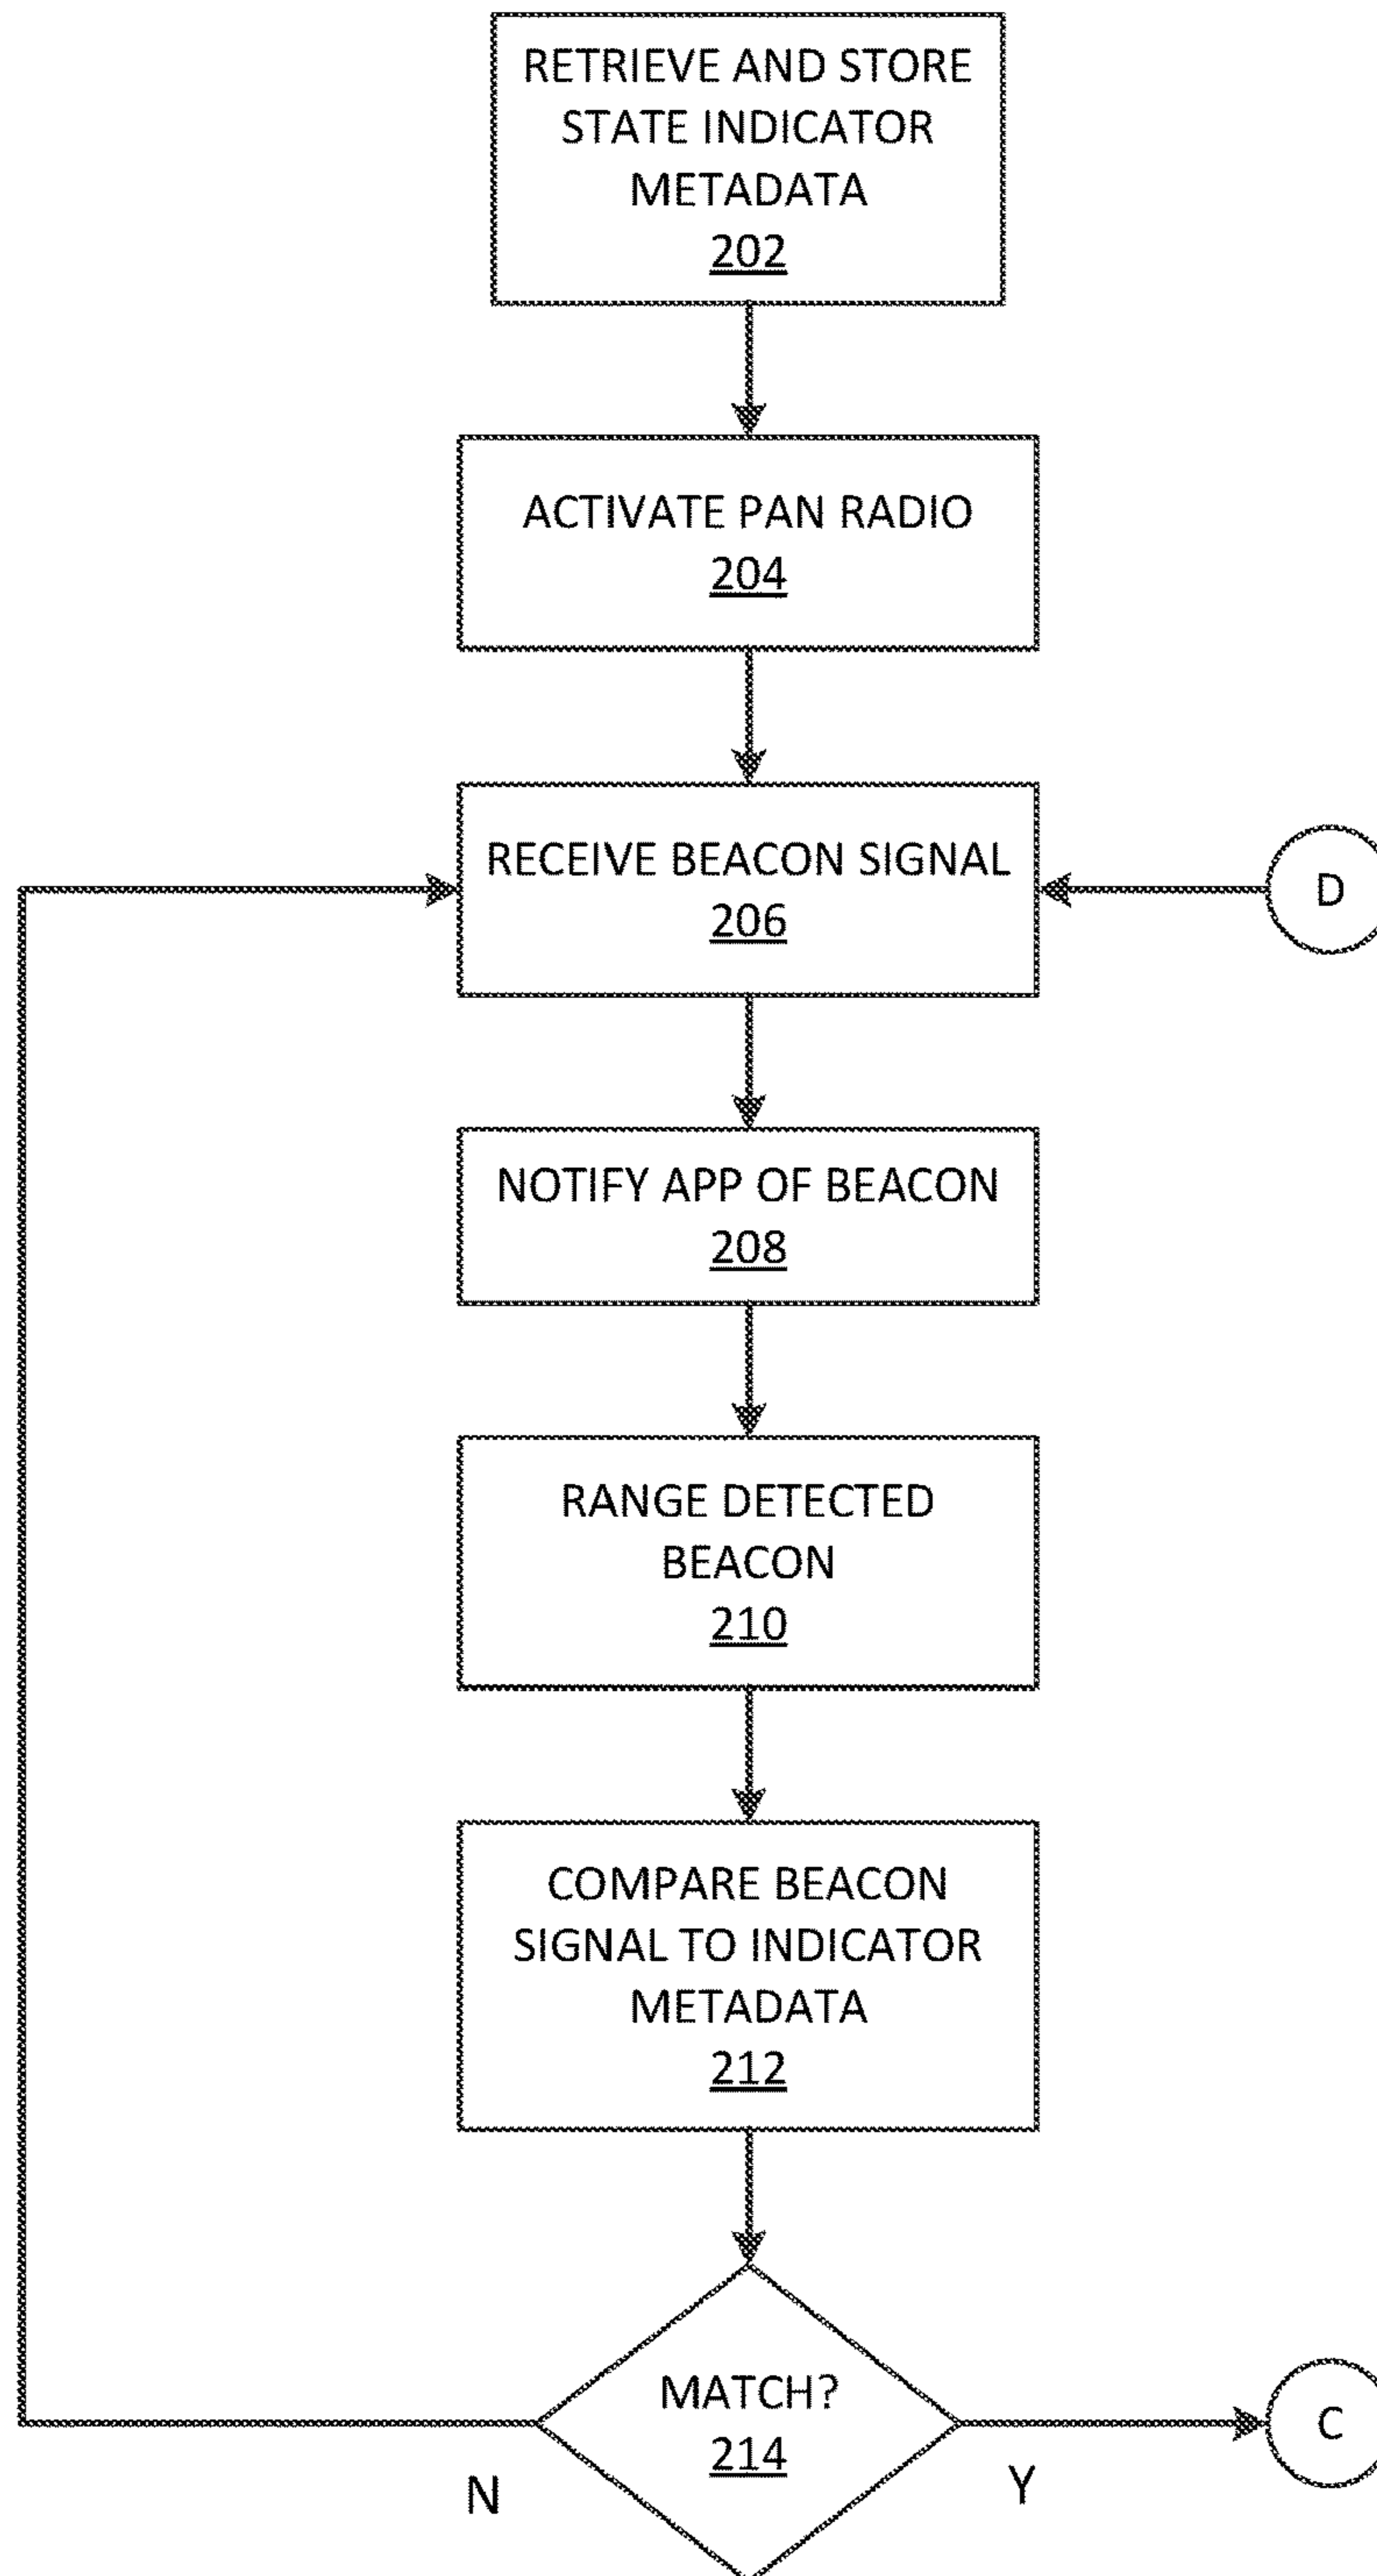 RETRIEVE AND STORE
STATE INDICATOR
METADATA
202
ACTIVATE PAN RADIO
204
RECEIVE BEACON SIGNAL
206
D
NOTIFY APP OF BEACON
208
RANGE DETECTED
BEACON
210
COMPARE BEACON
SIGNAL TO INDICATOR
METADATA
212
MATCH?
214
N
Y
C